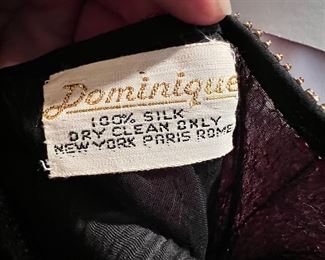 Dominique
100% SILK
DRY CLEAN ONLY
NEW YORK PARIS ROME